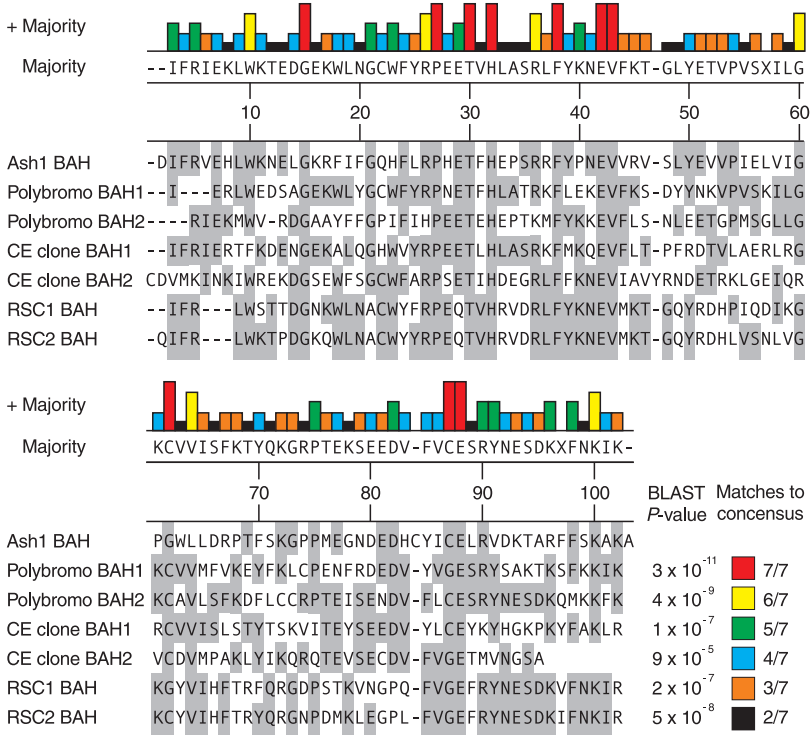 + Majority
Majority --IFRIEKLWKTEDGEKWLNGCWFYRPEETVHLASRLFYKNEVFKT-GLYETVPVSXILG
10 20 30 40 50 60
Ash1 BAH -DIFRVEHLWKNELGKRFIFGQHFLRPHETFHEPSRRFYPNEVVRV-SLYEVVPIELVIG
Polybromo BAH1 -I---ERLWEDSAGEKWLYGCWFYRPNETFHLATRKFLEKEVFKS-DYYNKVPVSKILG
Polybromo BAH2 ----RIEKMWV-RDGAAYFFGPIFIHPEETEHEPTKMFYKKEVFLS-NLEETGPMSGLLG
CE clone BAH1 --IFRIERTFKDENGEKALQGHWVYRPEETLHLASRKFMKQEVFLT-PFRDTVLAERLRG
CE clone BAH2 CDVMKINKIWREKDGSEWFSGCWFARPSETIHDEGRLFFKNEVIAVYRNDETRKLGEIQR
RSC1 BAH -IFR---LWSTTDGNKWLNACWYFRPEQTVHRVDRLFYKNEVMKT-GQYRDHPIQDIKG
RSC2 BAH -QIFR---LWKTPDGKQWLNACWYYRPEQTVHRVDRLFYKNEVMKT-GQYRDHLVSNLVG
+ Majority
Majority KCVVISFKTYQKGRPTEKSEEDV-FVCESRYNESDKXFNKIK-
70 80 90 100
Ash1 BAH PGWLLDRPTFSKGPPMEGNDEDHCYICELRVDKTARFFSKAKA
Polybromo BAH1 KCVVMFVKEYFKLCPENFRDEDV-YVGESRYSAKTKSFKKIK
Polybromo BAH2 KCAVLSFKDFLCCRPTEISENDV-FLCESRYNESDKQMKKFK
CE clone BAH1 RCVVISLSTYTSKVITEYSEEDV-YLCEYKYHGKPKYFAKLR
CE clone BAH2 VCDVMPAKLYIKQRQTEVSECDV-FVGETMVNGSA
RSC1 BAH KGYVIHFTRFQRGDPSTKVNGPQ-FVGEFRYNESDKVFNKIR
RSC2 BAH KCYVIHFTRYQRGNPDMKLEGPL-FVGEFRYNESDKIFNKIR
BLAST P-value
3 x 10⁻¹¹
4 x 10⁻⁹
1 x 10⁻⁷
9 x 10⁻⁵
2 x 10⁻⁷
5 x 10⁻⁸
Matches to concensus
7/7
6/7
5/7
4/7
3/7
2/7